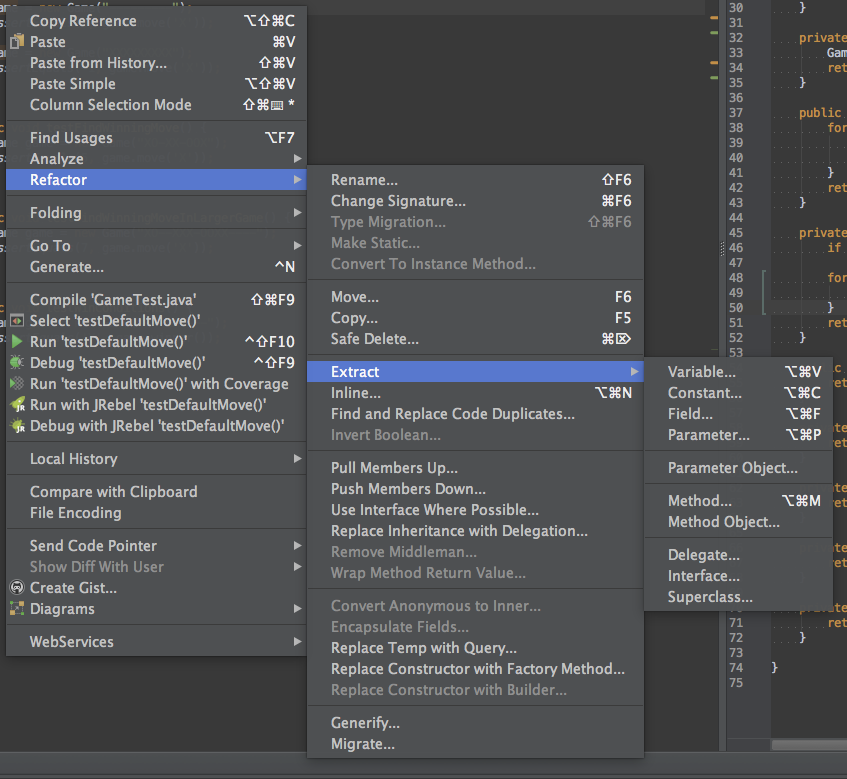 Copy Reference ⌥⇧⌘C
Paste ⌘V
Paste from History... ⇧⌘V
Paste Simple ⌥⇧⌘V
Column Selection Mode ⇧⌘⌨ *
Find Usages ⌥F7
Analyze
Refactor
Folding
Go To
Generate... ^N
Compile 'GameTest.java' ⇧⌘F9
Select 'testDefaultMove()'
Run 'testDefaultMove()' ^⇧F10
Debug 'testDefaultMove()' ^⇧F9
Run 'testDefaultMove()' with Coverage
Run with JRebel 'testDefaultMove()'
Debug with JRebel 'testDefaultMove()'
Local History
Compare with Clipboard
File Encoding
Send Code Pointer
Show Diff With User
Create Gist...
Diagrams
WebServices
Rename... ⇧F6
Change Signature... ⌘F6
Type Migration... ⇧⌘F6
Make Static...
Convert To Instance Method...
Move... F6
Copy... F5
Safe Delete... ⌘⌦
Extract
Inline... ⌥⌘N
Find and Replace Code Duplicates...
Invert Boolean...
Pull Members Up...
Push Members Down...
Use Interface Where Possible...
Replace Inheritance with Delegation...
Remove Middleman...
Wrap Method Return Value...
Convert Anonymous to Inner...
Encapsulate Fields...
Replace Temp with Query...
Replace Constructor with Factory Method...
Replace Constructor with Builder...
Generify...
Migrate...
Variable... ⌥⌘V
Constant... ⌥⌘C
Field... ⌥⌘F
Parameter... ⌥⌘P
Parameter Object...
Method... ⌥⌘M
Method Object...
Delegate...
Interface...
Superclass...
30 }
31
32 private
33 Gam
34 ret
35 }
36
37 public
38 for
39
40
41 }
42 ret
43 }
44
45 private
46 if
47
48 for
49
50 }
51 ret
52 }
53
71 ret
72 }
73
74 }
75